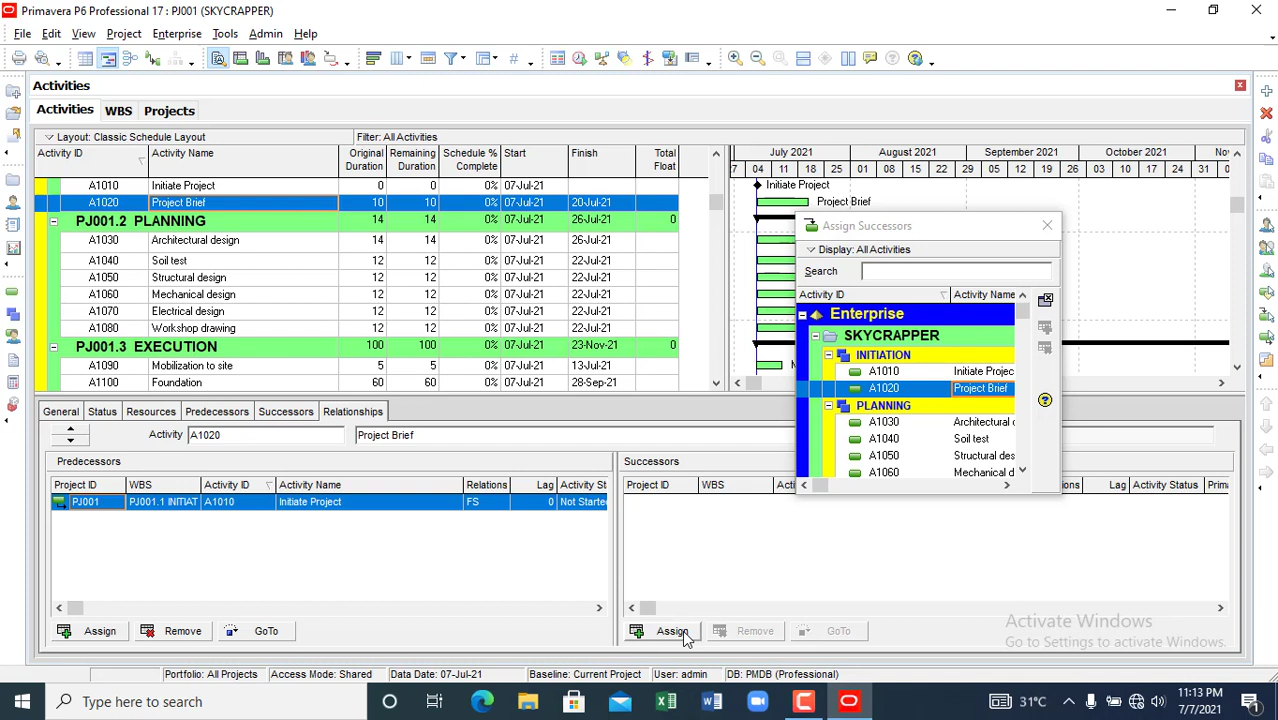 Primavera P6 Professional 17 : PJ001 (SKYCRAPPER)
File Edit View Project Enterprise Tools Admin Help
Activities
Activities WBS Projects
Layout: Classic Schedule Layout Filter: All Activities
Activity ID Activity Name Original Duration Remaining Duration Schedule % Complete Start Finish Total Float
July 2021 August 2021 September 2021 October 2021
04 11 18 25 01 08 15 22 29 05 12 19 26 03 10 17 24 31
A1010 Initiate Project 0 0 0% 07-Jul-21
A1020 Project Brief 10 10 0% 07-Jul-21 20-Jul-21
PJ001.2 PLANNING 14 14 0% 07-Jul-21 26-Jul-21 0
A1030 Architectural design 14 14 0% 07-Jul-21 26-Jul-21
A1040 Soil test 12 12 0% 07-Jul-21 22-Jul-21
A1050 Structural design 12 12 0% 07-Jul-21 22-Jul-21
A1060 Mechanical design 12 12 0% 07-Jul-21 22-Jul-21
A1070 Electrical design 12 12 0% 07-Jul-21 22-Jul-21
A1080 Workshop drawing 12 12 0% 07-Jul-21 22-Jul-21
PJ001.3 EXECUTION 100 100 0% 07-Jul-21 23-Nov-21 0
A1090 Mobilization to site 5 5 0% 07-Jul-21 13-Jul-21
A1100 Foundation 60 60 0% 07-Jul-21 28-Sep-21
Initiate Project
Project Brief
Assign Successors
Display: All Activities
Search
Activity ID Activity Name
Enterprise
SKYCRAPPER
INITIATION
A1010 Initiate Projec
A1020 Project Brief
PLANNING
A1030 Architectural
A1040 Soil test
A1050 Structural des
A1060 Mechanical d
General Status Resources Predecessors Successors Relationships
Activity A1020 Project Brief
Predecessors
Project ID WBS Activity ID Activity Name Relations Lag Activity St
PJ001 PJ001.1 INITIAT A1010 Initiate Project FS 0 Not Starte
Assign Remove GoTo
Successors
Project ID WBS Lag Activity Status Prima
Assign Remove GoTo
Activate Windows
Go to Settings to activate Windows.
Portfolio: All Projects Access Mode: Shared Data Date: 07-Jul-21 Baseline: Current Project User: admin DB: PMDB (Professional)
Type here to search
31°C
11:13 PM
7/7/2021
1